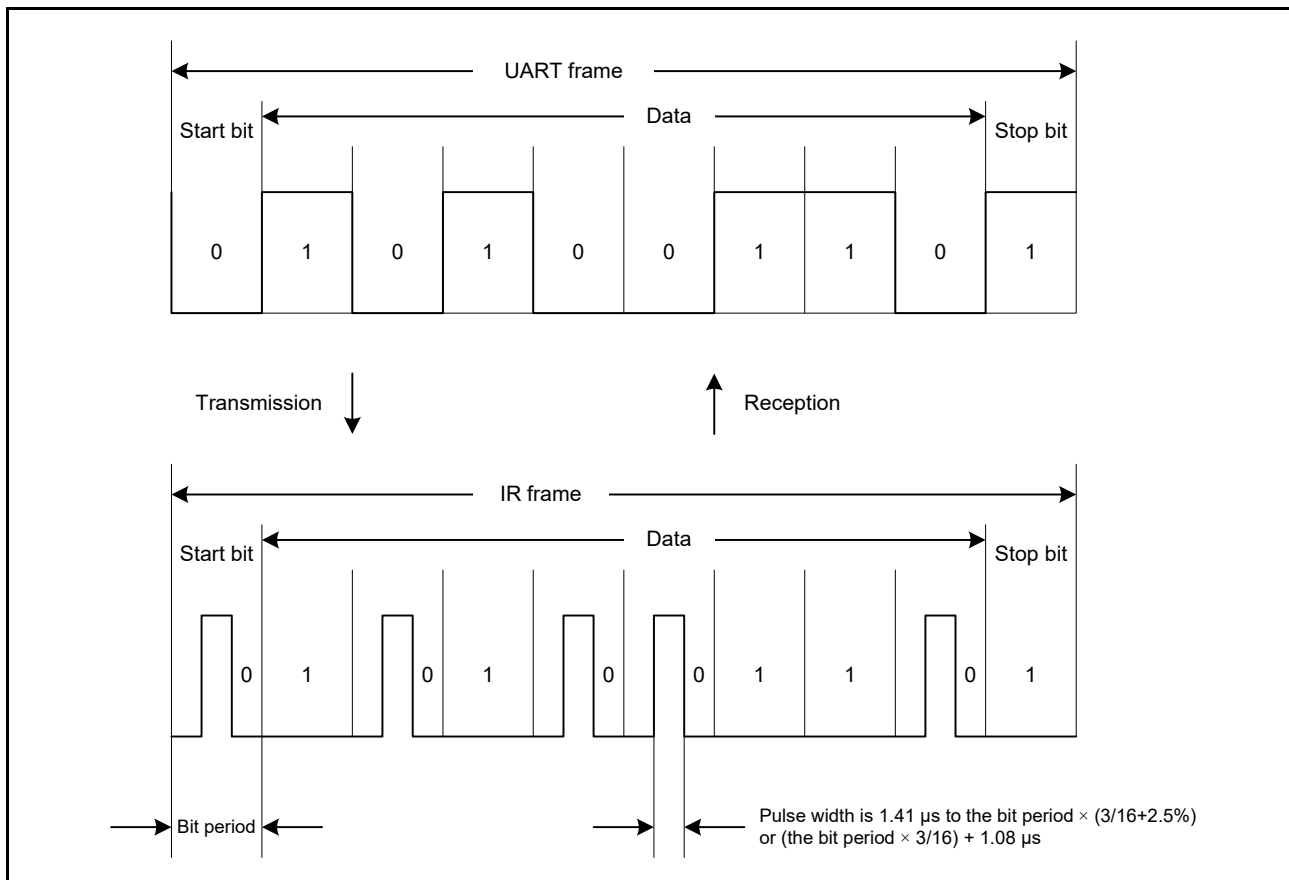 UART frame
Start bit
Data
Stop bit
0 1 0 1 0 0 1 1 0 1
Transmission
Reception
IR frame
Start bit
Data
Stop bit
0 1 0 1 0 0 1 1 0 1
Bit period
Pulse width is 1.41 µs to the bit period × (3/16+2.5%)
or (the bit period × 3/16) + 1.08 µs